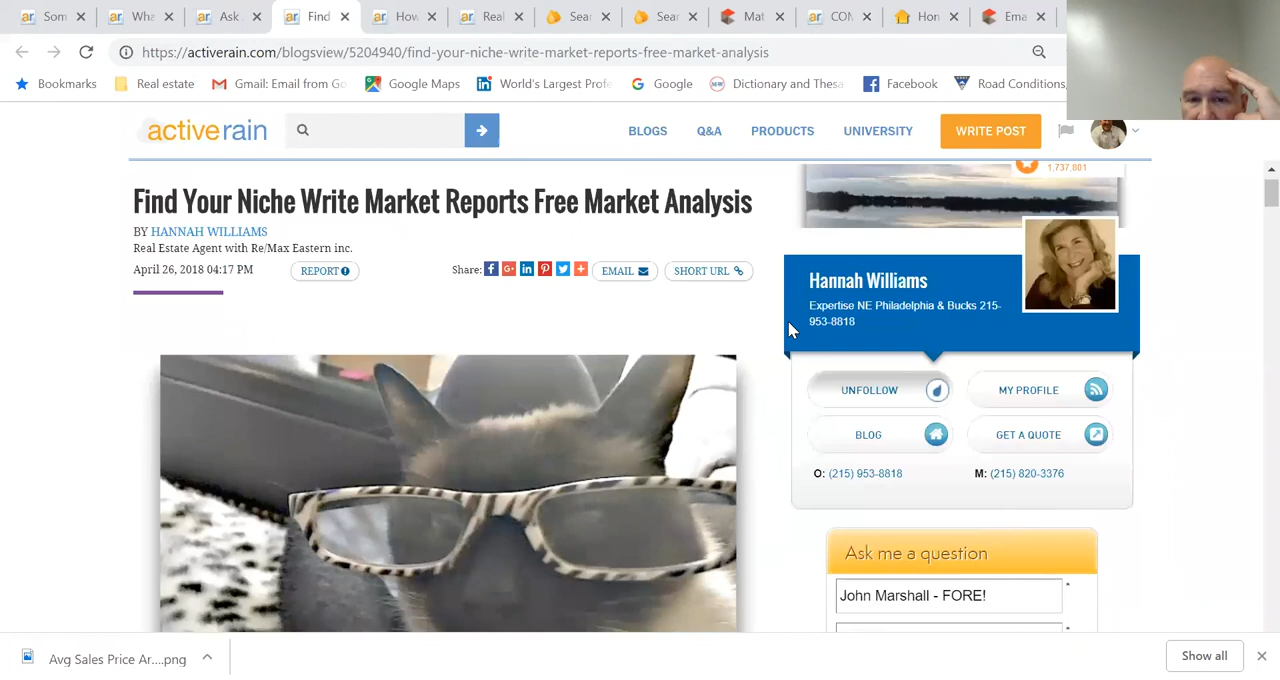 Som
Wha
Ask
Find
How
Real
Sear
Sear
Mat
CON
Hon
Ema
https://activerain.com/blogsview/5204940/find-your-niche-write-market-reports-free-market-analysis
Bookmarks Real estate Gmail: Email from Go Google Maps World's Largest Profe Google Dictionary and Thesa Facebook Road Conditions,
activerain
BLOGS Q&A PRODUCTS UNIVERSITY WRITE POST
1,737,801
Find Your Niche Write Market Reports Free Market Analysis
BY HANNAH WILLIAMS
Real Estate Agent with Re/Max Eastern inc.
April 26, 2018 04:17 PM REPORT Share: EMAIL SHORT URL
Hannah Williams
Expertise NE Philadelphia & Bucks 215-
953-8818
UNFOLLOW MY PROFILE
BLOG GET A QUOTE
O: (215) 953-8818 M: (215) 820-3376
Ask me a question
John Marshall - FORE!
Avg Sales Price Ar....png
Show all